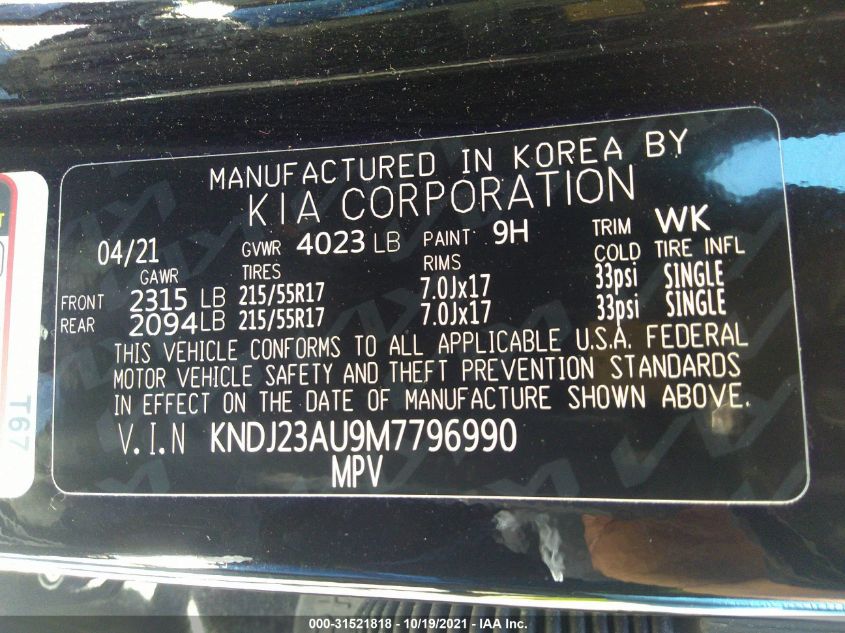 MANUFACTURED IN KOREA BY
KIA CORPORATION
04/21 GVWR 4023 LB PAINT 9H TRIM WK
GAWR TIRES RIMS COLD TIRE INFL
FRONT 2315 LB 215/55R17 7.0Jx17 33psi SINGLE
REAR 2094 LB 215/55R17 7.0Jx17 33psi SINGLE
THIS VEHICLE CONFORMS TO ALL APPLICABLE U.S.A. FEDERAL
MOTOR VEHICLE SAFETY AND THEFT PREVENTION STANDARDS
IN EFFECT ON THE DATE OF MANUFACTURE SHOWN ABOVE.
V.I.N KNDJ23AU9M7796990
MPV
T67
000-31521818 - 10/19/2021 - IAA Inc.